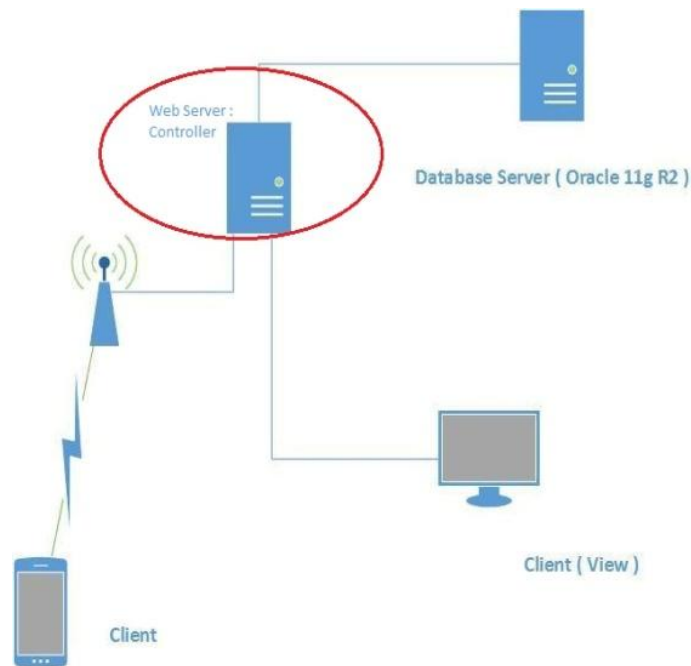 Web Server :
Controller
Database Server ( Oracle 11g R2 )
Client ( View )
Client